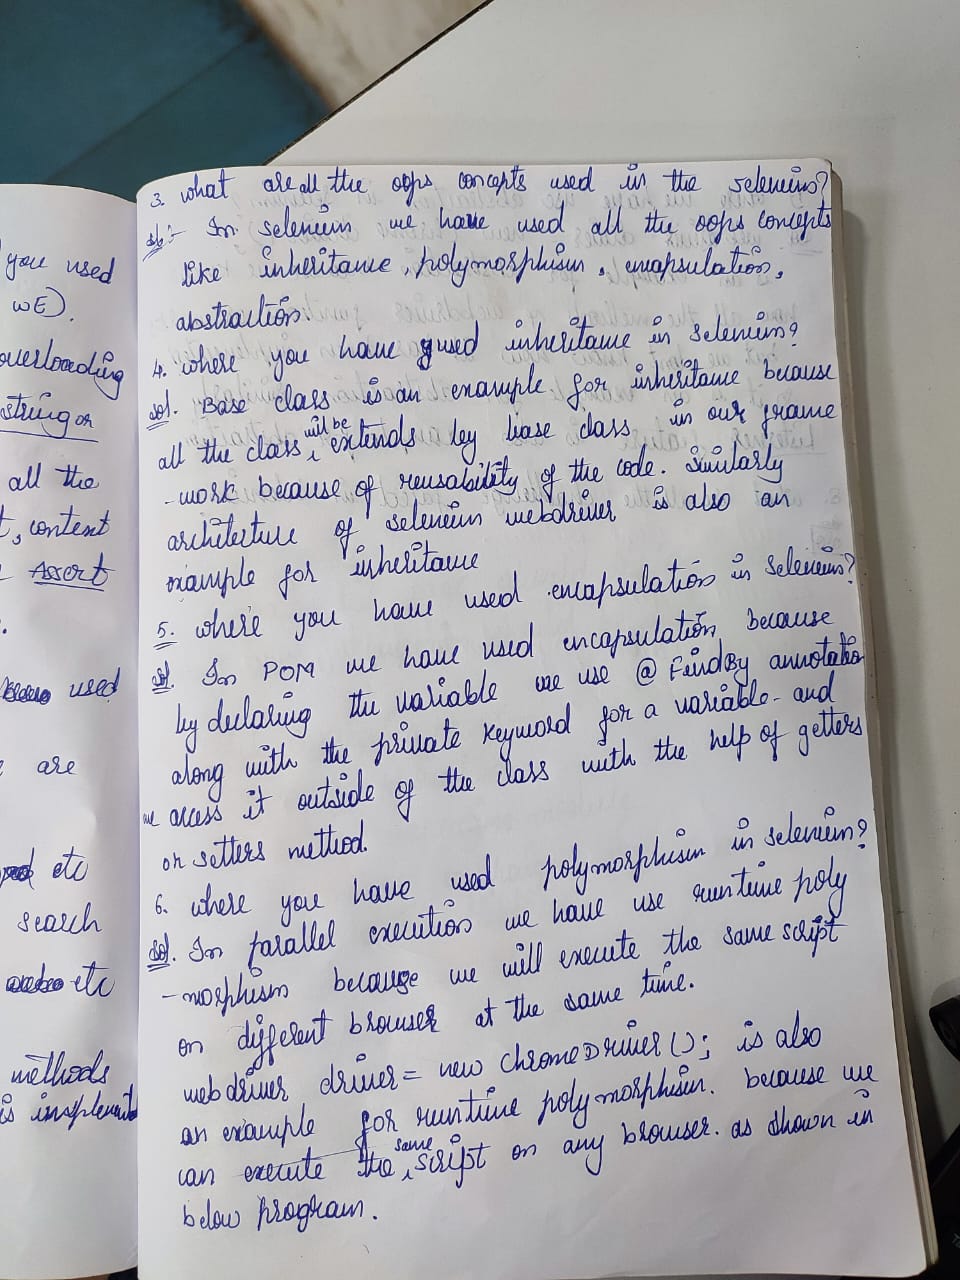 you used
WE).
overloading
string or
all the
t, context
Assert
used
are
etc
search
etc
methods
is implements
3. what are all the oops concepts used in the selenium?
sol:- In selenium we have used all the oops concepts
like inheritance, polymorphism, encapsulation,
abstraction.
4. where you have used inheritance in selenium?
sol. Base class is an example for inheritance because
all the class, will be extends by base class, in our frame
-work because of reusability of the code. Similarly
architecture of selenium webdriver is also an
example for inheritance
5. where you have used encapsulation in selenium?
sol. In POM we have used encapsulation because
by declaring the variable we use @ FindBy annotatio
along with the private keyword for a variable- and
we access it outside of the class with the help of getters
or setters method.
6. where you have used polymorphism in selenium?
sol. In parallel execution we have use runtime poly
-morphism because we will execute the same script
on different browser at the same time.
web driver driver = new ChromeDriver(); is also
an example for runtime polymorphism. because we
can execute the same script on any browser. as shown in
below program.